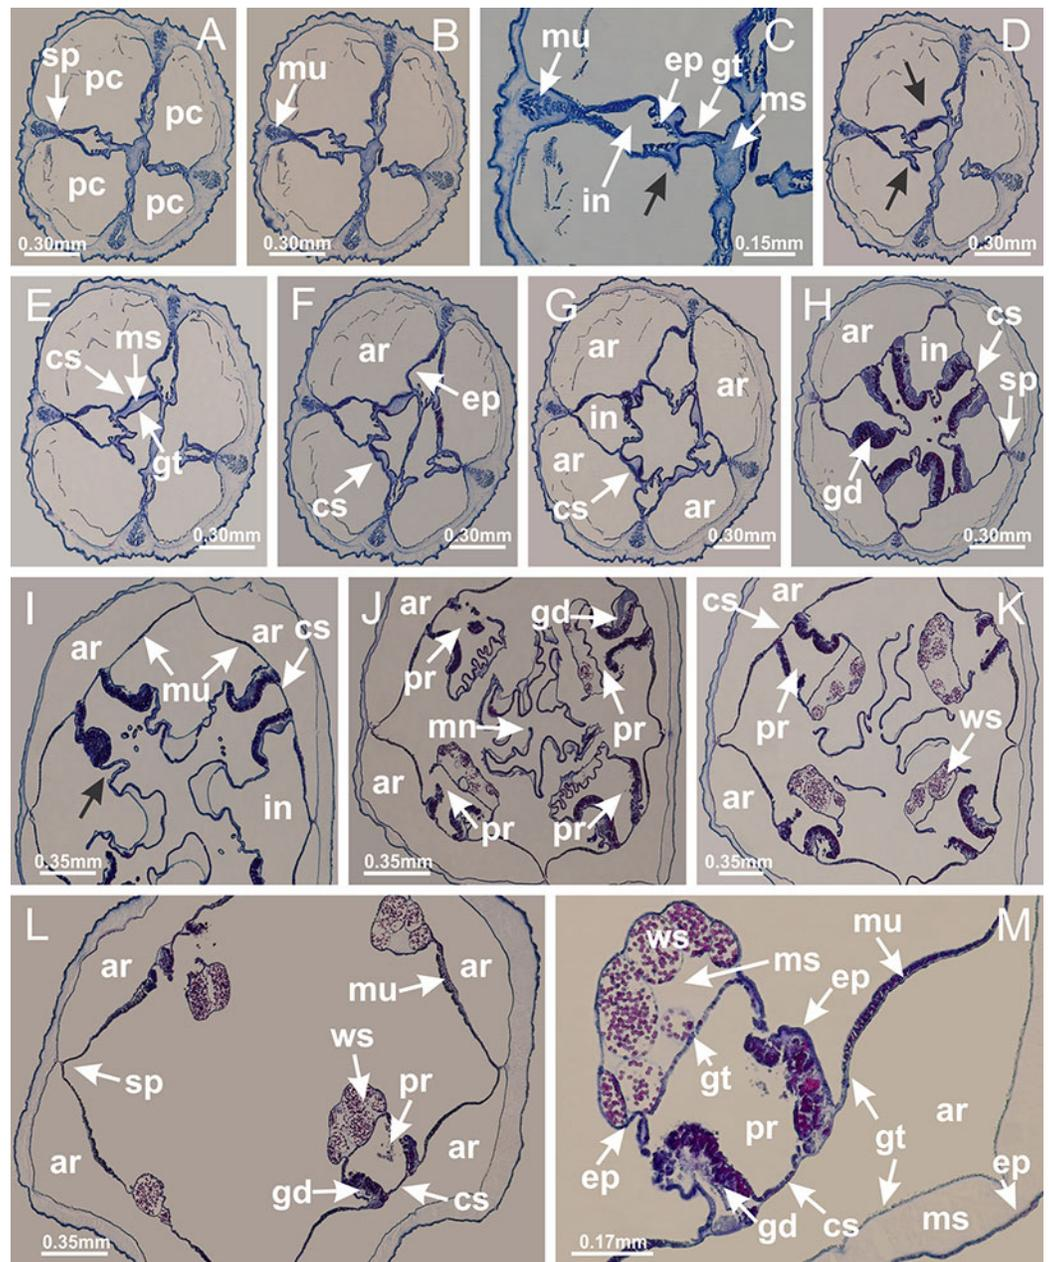 A
sp
pc
pc
pc
pc
0.30mm
B
mu
0.30mm
C
mu
ep
gt
ms
in
0.15mm
D
0.30mm
E
ms
cs
gt
0.30mm
F
ar
ep
cs
0.30mm
G
ar
ar
in
ar
cs
ar
0.30mm
H
ar
in
cs
sp
gd
0.30mm
I
ar
ar
cs
mu
in
0.35mm
J
ar
gd
pr
mn
pr
ar
pr
pr
0.35mm
K
cs
ar
pr
ws
ar
0.35mm
L
ar
ar
mu
ws
pr
sp
ar
ar
gd
cs
0.35mm
M
ws
mu
ms
ep
gt
ar
pr
gt
ep
ep
gd
cs
ms
0.17mm